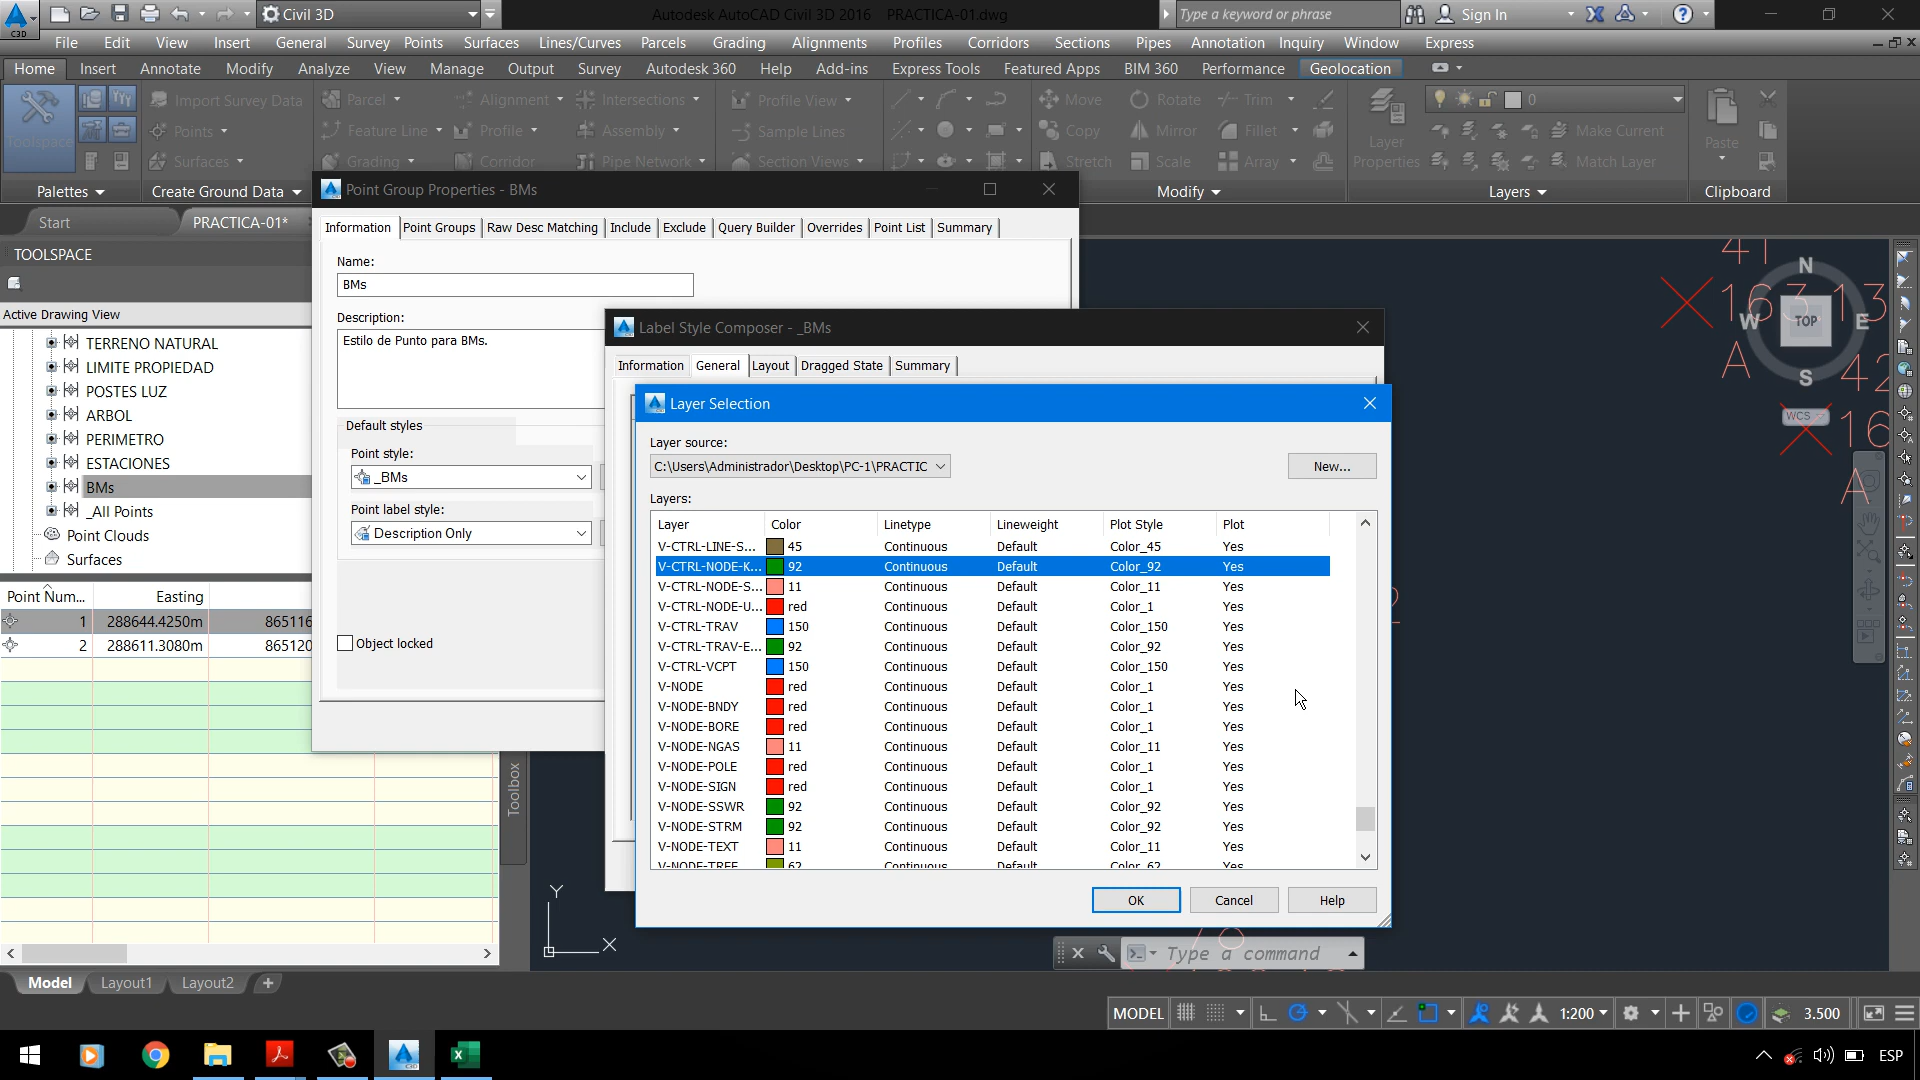 C3D
Civil 3D
Autodesk AutoCAD Civil 3D 2016 PRACTICA-01.dwg
Type a keyword or phrase
Sign In
File Edit View Insert General Survey Points Surfaces Lines/Curves Parcels Grading Alignments Profiles Corridors Sections Pipes Annotation Inquiry Window Express
Home Insert Annotate Modify Analyze View Manage Output Survey Autodesk 360 Help Add-ins Express Tools Featured Apps BIM 360 Performance Geolocation
Import Survey Data Parcel Alignment Intersections Profile View Move Rotate Trim 0
Toolspace Points Feature Line Profile Assembly Sample Lines Copy Mirror Fillet Layer Properties Make Current Paste
Surfaces Grading Corridor Pipe Network Section Views Stretch Scale Array Match Layer
Palettes Create Ground Data Modify Layers Clipboard
Start PRACTICA-01*
Point Group Properties - BMs
Information Point Groups Raw Desc Matching Include Exclude Query Builder Overrides Point List Summary
Name:
BMs
Description:
Estilo de Punto para BMs.
Default styles
Point style:
_BMs
Point label style:
Description Only
Object locked
TOOLSPACE
Active Drawing View
TERRENO NATURAL
LIMITE PROPIEDAD
POSTES LUZ
ARBOL
PERIMETRO
ESTACIONES
BMs
_All Points
Point Clouds
Surfaces
Point Num... Easting
1 288644.4250m 865116
2 288611.3080m 865120
Toolbox
Label Style Composer - _BMs
Information General Layout Dragged State Summary
Layer Selection
Layer source:
C:\Users\Administrador\Desktop\PC-1\PRACTIC
New...
Layers:
Layer Color Linetype Lineweight Plot Style Plot
V-CTRL-LINE-S... 45 Continuous Default Color_45 Yes
V-CTRL-NODE-K... 92 Continuous Default Color_92 Yes
V-CTRL-NODE-S... 11 Continuous Default Color_11 Yes
V-CTRL-NODE-U... red Continuous Default Color_1 Yes
V-CTRL-TRAV 150 Continuous Default Color_150 Yes
V-CTRL-TRAV-E... 92 Continuous Default Color_92 Yes
V-CTRL-VCPT 150 Continuous Default Color_150 Yes
V-NODE red Continuous Default Color_1 Yes
V-NODE-BNDY red Continuous Default Color_1 Yes
V-NODE-BORE red Continuous Default Color_1 Yes
V-NODE-NGAS 11 Continuous Default Color_11 Yes
V-NODE-POLE red Continuous Default Color_1 Yes
V-NODE-SIGN red Continuous Default Color_1 Yes
V-NODE-SSWR 92 Continuous Default Color_92 Yes
V-NODE-STRM 92 Continuous Default Color_92 Yes
V-NODE-TEXT 11 Continuous Default Color_11 Yes
V-NODE-TREE 62 Continuous Default Color_62 Yes
OK Cancel Help
41
N
163
13
W TOP E
A
S
42
WCS
16
A
Y
X
Type a command
Model Layout1 Layout2
MODEL 1:200 3.500
ESP